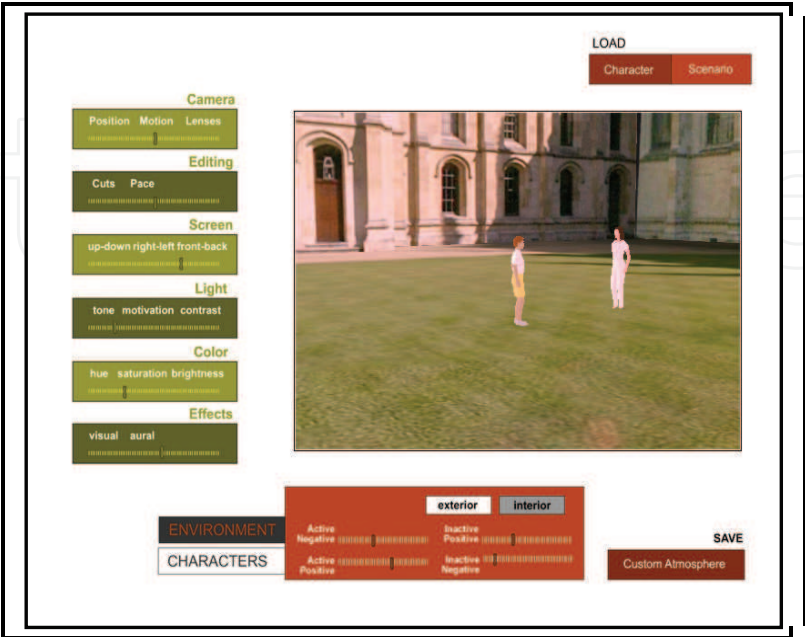 LOAD
Character Scenario
Camera
Position Motion Lenses
Editing
Cuts Pace
Screen
up-down right-left front-back
Light
tone motivation contrast
Color
hue saturation brightness
Effects
visual aural
exterior interior
ENVIRONMENT
CHARACTERS
Active
Negative
Inactive
Positive
Active
Positive
Inactive
Negative
SAVE
Custom Atmosphere